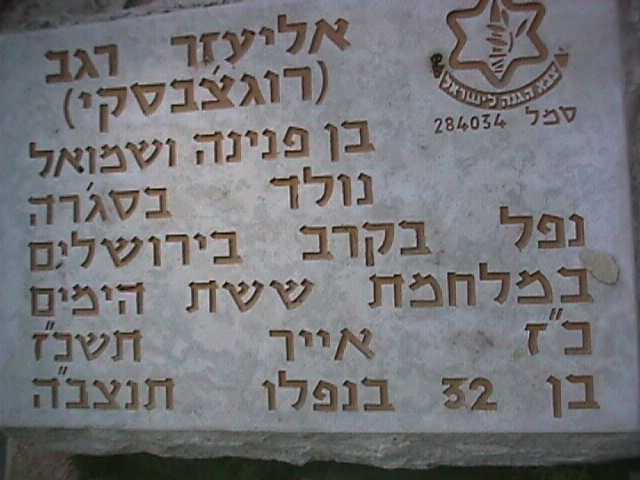 צבא הגנה לישראל
סמל 284034
אליעזר רגב
(רוגצ'בסקי)
בן פנינה ושמואל
נולד בסג'רה
נפל בקרב בירושלים
במלחמת ששת הימים
כ"ז אייר תשכ"ז
בן 32 בנפלו תנצב"ה